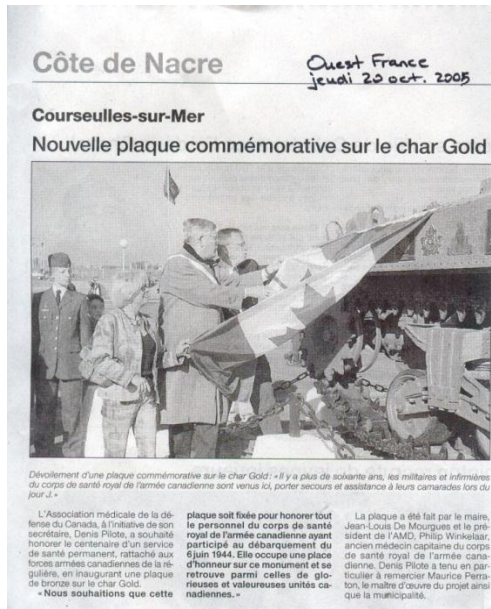 Côte de Nacre
Ouest France
jeudi 20 oct. 2005
Courseulles-sur-Mer
Nouvelle plaque commémorative sur le char Gold
Dévoilement d'une plaque commémorative sur le char Gold : « Il y a plus de soixante ans, les militaires et infirmières
du corps de santé royal de l'armée canadienne sont venus ici, porter secours et assistance à leurs camarades lors du
jour J. »
L'Association médicale de la dé-
fense du Canada, à l'initiative de son
secrétaire, Denis Pilote, a souhaité
honorer le centenaire d'un service
de santé permanent, rattaché aux
forces armées canadiennes de la ré-
gulière, en inaugurant une plaque
de bronze sur le char Gold.
« Nous souhaitions que cette
plaque soit fixée pour honorer tout
le personnel du corps de santé
royal de l'armée canadienne ayant
participé au débarquement du
6 juin 1944. Elle occupe une place
d'honneur sur ce monument et se
retrouve parmi celles de glo-
rieuses et valeureuses unités ca-
nadiennes. »
La plaque a été fait par le maire,
Jean-Louis De Mourgues et le pré-
sident de l'AMD, Philip Winkelaar,
ancien médecin capitaine du corps
de santé royal de l'armée cana-
dienne. Denis Pilote a tenu en par-
ticulier à remercier Maurice Perra-
ton, le maître d'œuvre du projet ainsi
que la municipalité.